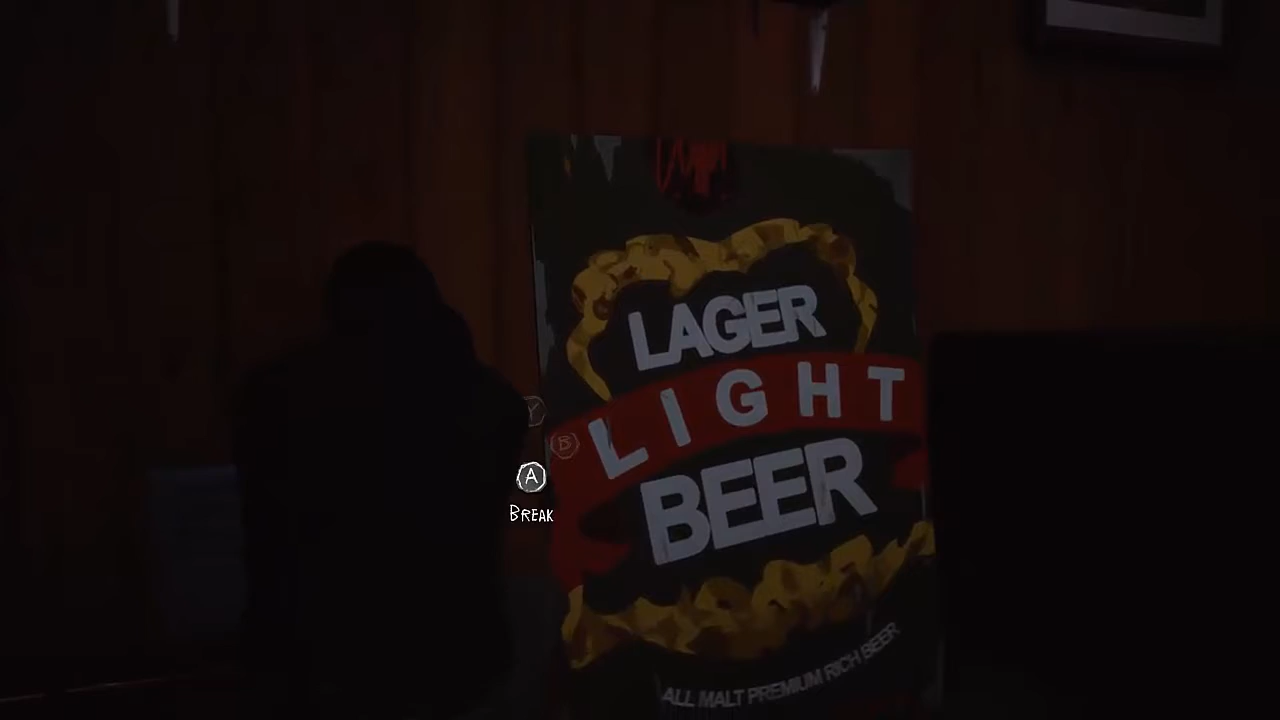 LAGER
LIGHT
BEER
Y
B
A
BREAK
ALL MALT PREMIUM RICH BEER